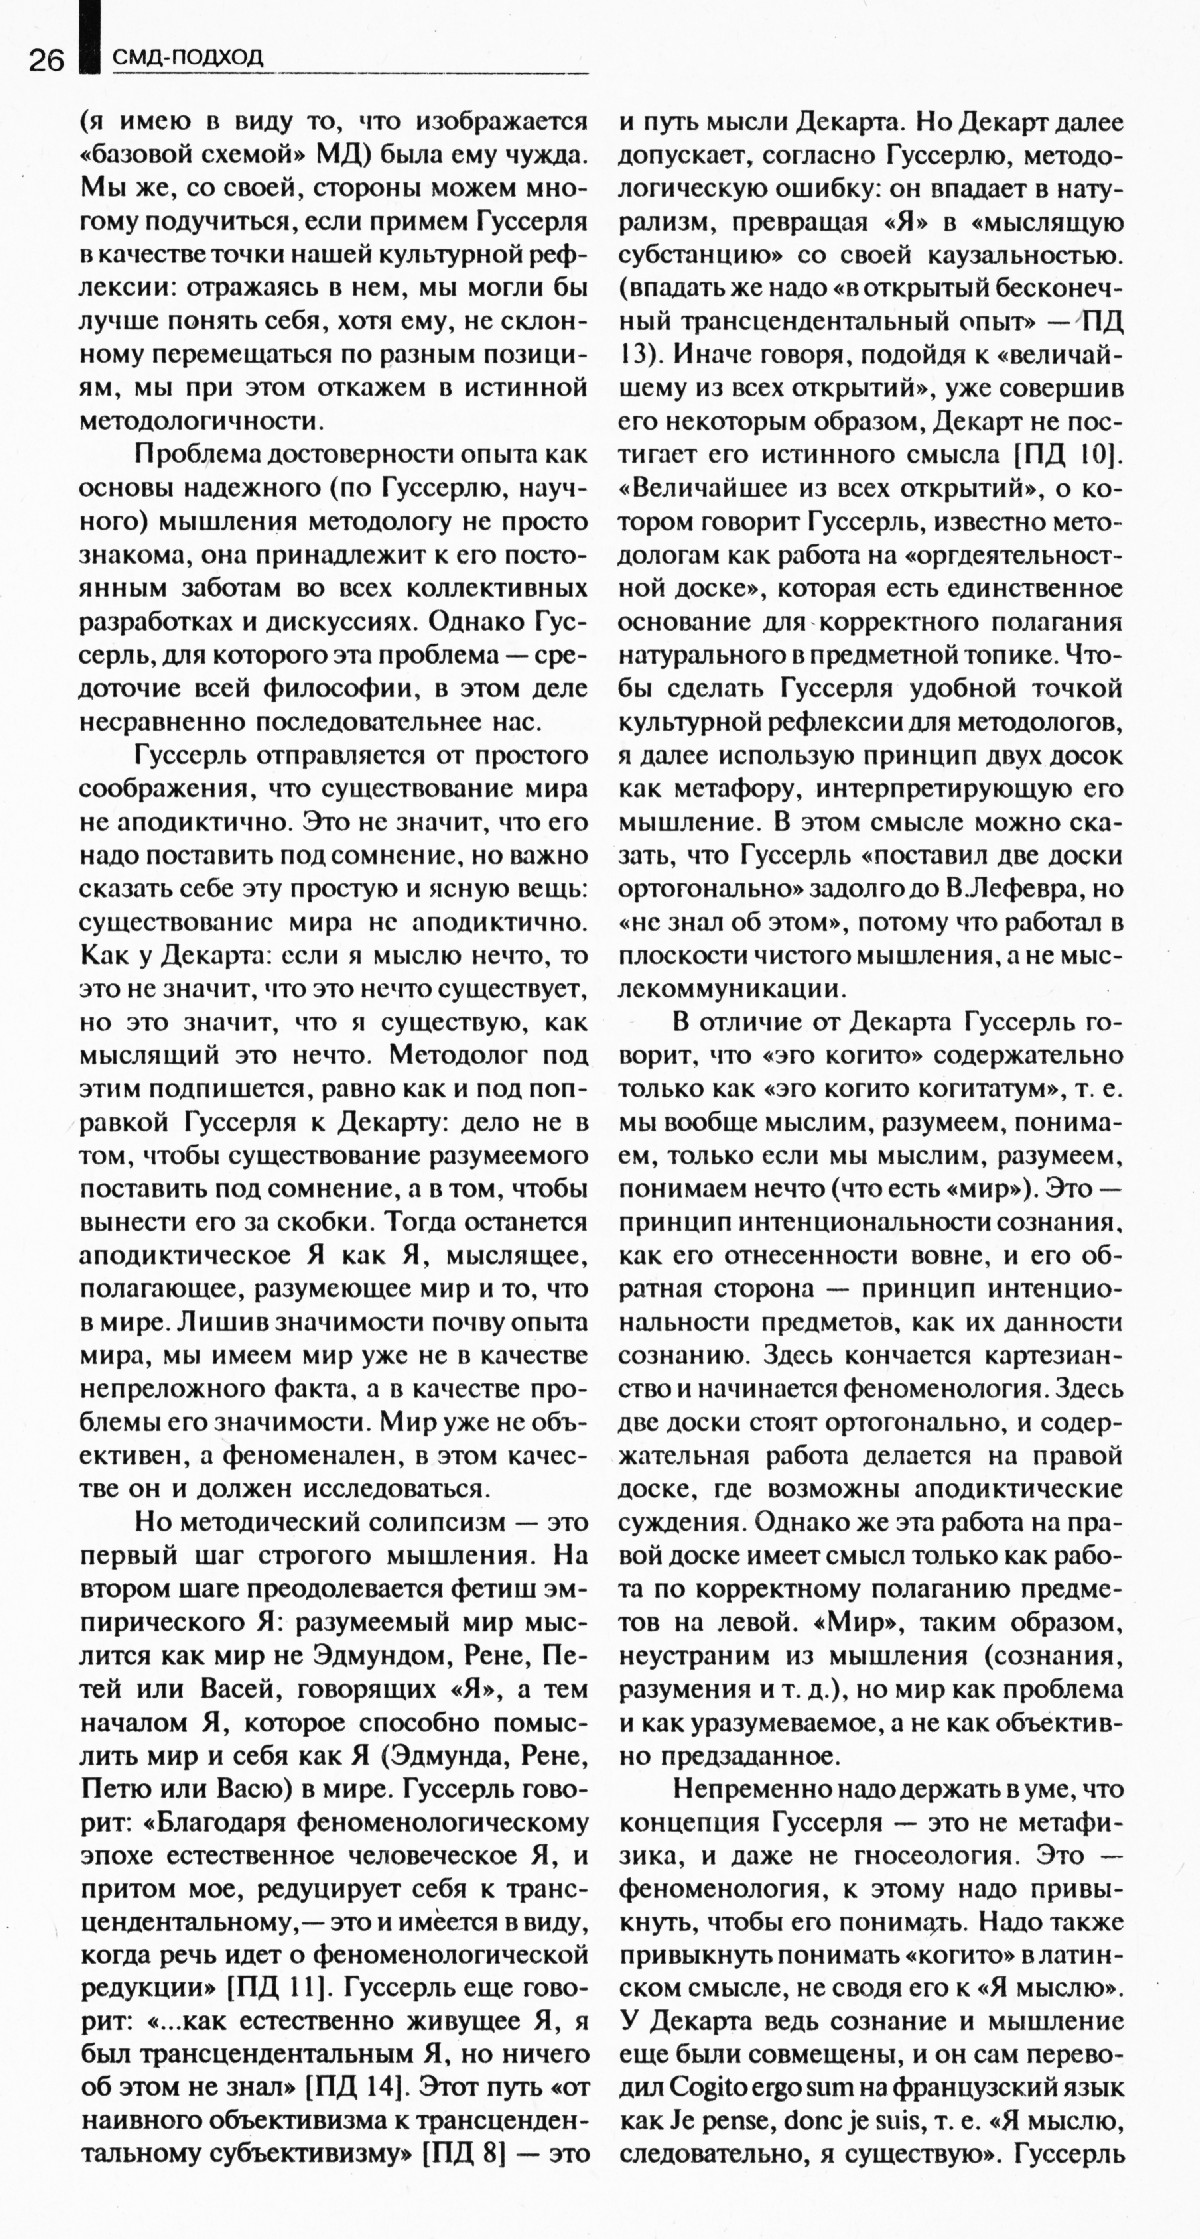 26
СМД-ПОДХОД
(я имею в виду то, что изображается
«базовой схемой» МД) была ему чужда.
Мы же, со своей, стороны можем мно-
гому подучиться, если примем Гуссерля
в качестве точки нашей культурной реф-
лексии: отражаясь в нем, мы могли бы
лучше понять себя, хотя ему, не склон-
ному перемещаться по разным позици-
ям, мы при этом откажем в истинной
методологичности.
Проблема достоверности опыта как
основы надежного (по Гуссерлю, науч-
ного) мышления методологу не просто
знакома, она принадлежит к его посто-
янным заботам во всех коллективных
разработках и дискуссиях. Однако Гус-
серль, для которого эта проблема — сре-
доточие всей философии, в этом деле
несравненно последовательнее нас.
Гуссерль отправляется от простого
соображения, что существование мира
не аподиктично. Это не значит, что его
надо поставить под сомнение, но важно
сказать себе эту простую и ясную вещь:
существование мира не аподиктично.
Как у Декарта: если я мыслю нечто, то
это не значит, что это нечто существует,
но это значит, что я существую, как
мыслящий это нечто. Методолог под
этим подпишется, равно как и под поп-
равкой Гуссерля к Декарту: дело не в
том, чтобы существование разумеемого
поставить под сомнение, а в том, чтобы
вынести его за скобки. Тогда останется
аподиктическое Я как Я, мыслящее,
полагающее, разумеющее мир и то, что
в мире. Лишив значимости почву опыта
мира, мы имеем мир уже не в качестве
непреложного факта, а в качестве про-
блемы его значимости. Мир уже не объ-
ективен, а феноменален, в этом качес-
тве он и должен исследоваться.
Но методический солипсизм — это
первый шаг строгого мышления. На
втором шаге преодолевается фетиш эм-
пирического Я: разумеемый мир мыс-
лится как мир не Эдмундом, Рене, Пе-
тей или Васей, говорящих «Я», а тем
началом Я, которое способно помыс-
лить мир и себя как Я (Эдмунда, Рене,
Петю или Васю) в мире. Гуссерль гово-
рит: «Благодаря феноменологическому
эпохе естественное человеческое Я, и
притом мое, редуцирует себя к транс-
цендентальному,— это и имеется в виду,
когда речь идет о феноменологической
редукции» [ПД 11]. Гуссерль еще гово-
рит: «...как естественно живущее Я, я
был трансцендентальным Я, но ничего
об этом не знал» [ПД 14]. Этот путь «от
наивного объективизма к трансценден-
тальному субъективизму» [ПД 8] — это
и путь мысли Декарта. Но Декарт далее
допускает, согласно Гуссерлю, методо-
логическую ошибку: он впадает в нату-
рализм, превращая «Я» в «мыслящую
субстанцию» со своей каузальностью.
(впадать же надо «в открытый бесконеч-
ный трансцендентальный опыт» — ПД
13). Иначе говоря, подойдя к «величай-
шему из всех открытий», уже совершив
его некоторым образом, Декарт не пос-
тигает его истинного смысла [ПД 10].
«Величайшее из всех открытий», о ко-
тором говорит Гуссерль, известно мето-
дологам как работа на «оргдеятельност-
ной доске», которая есть единственное
основание для корректного полагания
натурального в предметной топике. Что-
бы сделать Гуссерля удобной точкой
культурной рефлексии для методологов,
я далее использую принцип двух досок
как метафору, интерпретирующую его
мышление. В этом смысле можно ска-
зать, что Гуссерль «поставил две доски
ортогонально» задолго до В.Лефевра, но
«не знал об этом», потому что работал в
плоскости чистого мышления, а не мыс-
лекоммуникации.
В отличие от Декарта Гуссерль го-
ворит, что «эго когито» содержательно
только как «эго когито когитатум», т. е.
мы вообще мыслим, разумеем, понима-
ем, только если мы мыслим, разумеем,
понимаем нечто (что есть «мир»). Это —
принцип интенциональности сознания,
как его отнесенности вовне, и его об-
ратная сторона — принцип интенцио-
нальности предметов, как их данности
сознанию. Здесь кончается картезиан-
ство и начинается феноменология. Здесь
две доски стоят ортогонально, и содер-
жательная работа делается на правой
доске, где возможны аподиктические
суждения. Однако же эта работа на пра-
вой доске имеет смысл только как рабо-
та по корректному полаганию предме-
тов на левой. «Мир», таким образом,
неустраним из мышления (сознания,
разумения и т. д.), но мир как проблема
и как уразумеваемое, а не как объектив-
но предзаданное.
Непременно надо держать в уме, что
концепция Гуссерля — это не метафи-
зика, и даже не гносеология. Это —
феноменология, к этому надо привы-
кнуть, чтобы его понимать. Надо также
привыкнуть понимать «когито» в латин-
ском смысле, не сводя его к «Я мыслю».
У Декарта ведь сознание и мышление
еще были совмещены, и он сам перево-
дил Cogito ergo sum на французский язык
как Je pense, donc je suis, т. е. «Я мыслю,
следовательно, я существую». Гуссерль